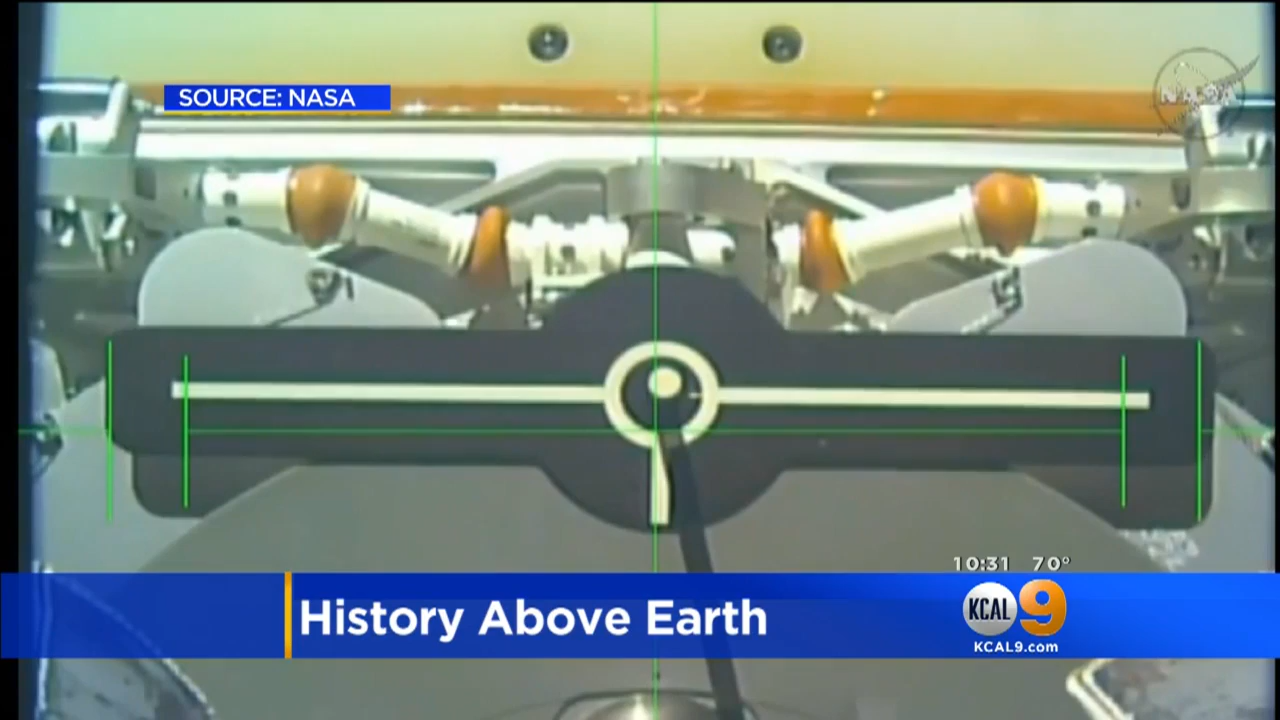 SOURCE: NASA
NASA
10:31 70°
History Above Earth
KCAL 9
KCAL9.com